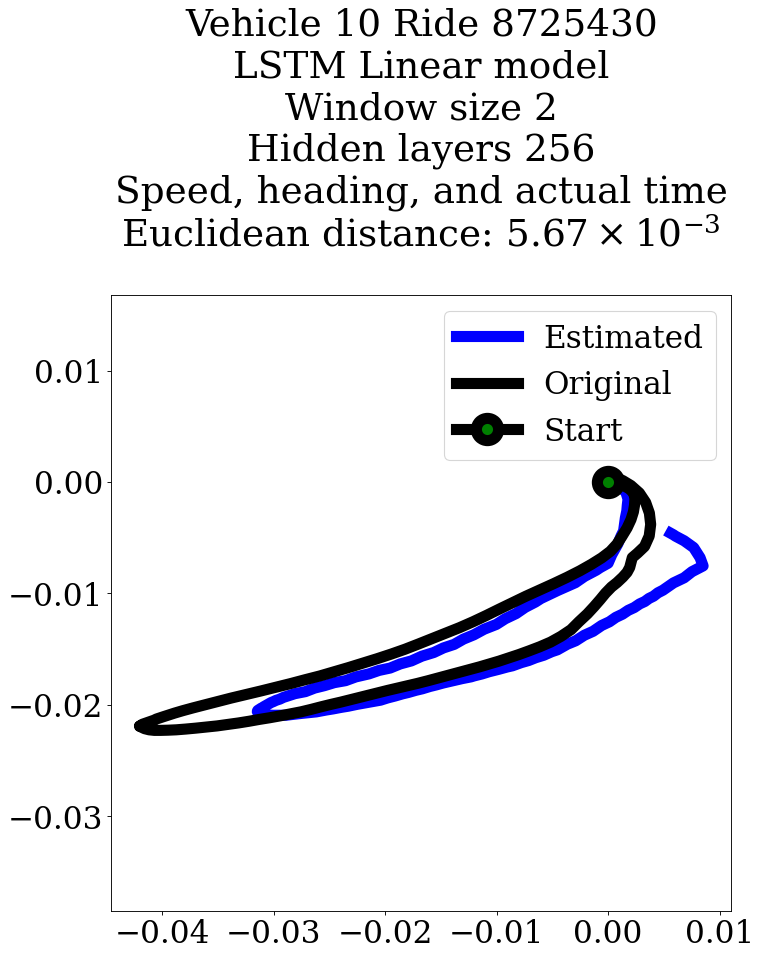 Vehicle 10 Ride 8725430
LSTM Linear model
Window size 2
Hidden layers 256
Speed, heading, and actual time
Euclidean distance: 5.67 × 10⁻³
Estimated
Original
Start
0.01
0.00
−0.01
−0.02
−0.03
−0.04 −0.03 −0.02 −0.01 0.00 0.01